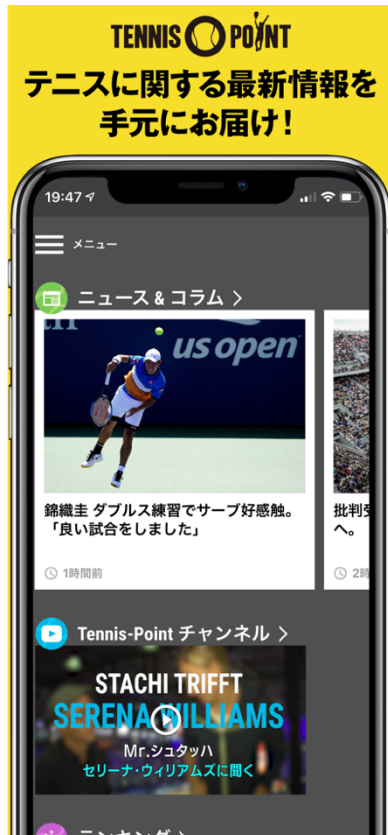 TENNIS POINT
テニスに関する最新情報を
手元にお届け!
19:47
メニュー
ニュース & コラム >
us open
錦織圭 ダブルス練習でサーブ好感触。
「良い試合をしました」
1時間前
批判
へ。
2時
Tennis-Point チャンネル >
STACHI TRIFFT
SERENA WILLIAMS
Mr.シュタッハ
セリーナ・ウィリアムズに聞く